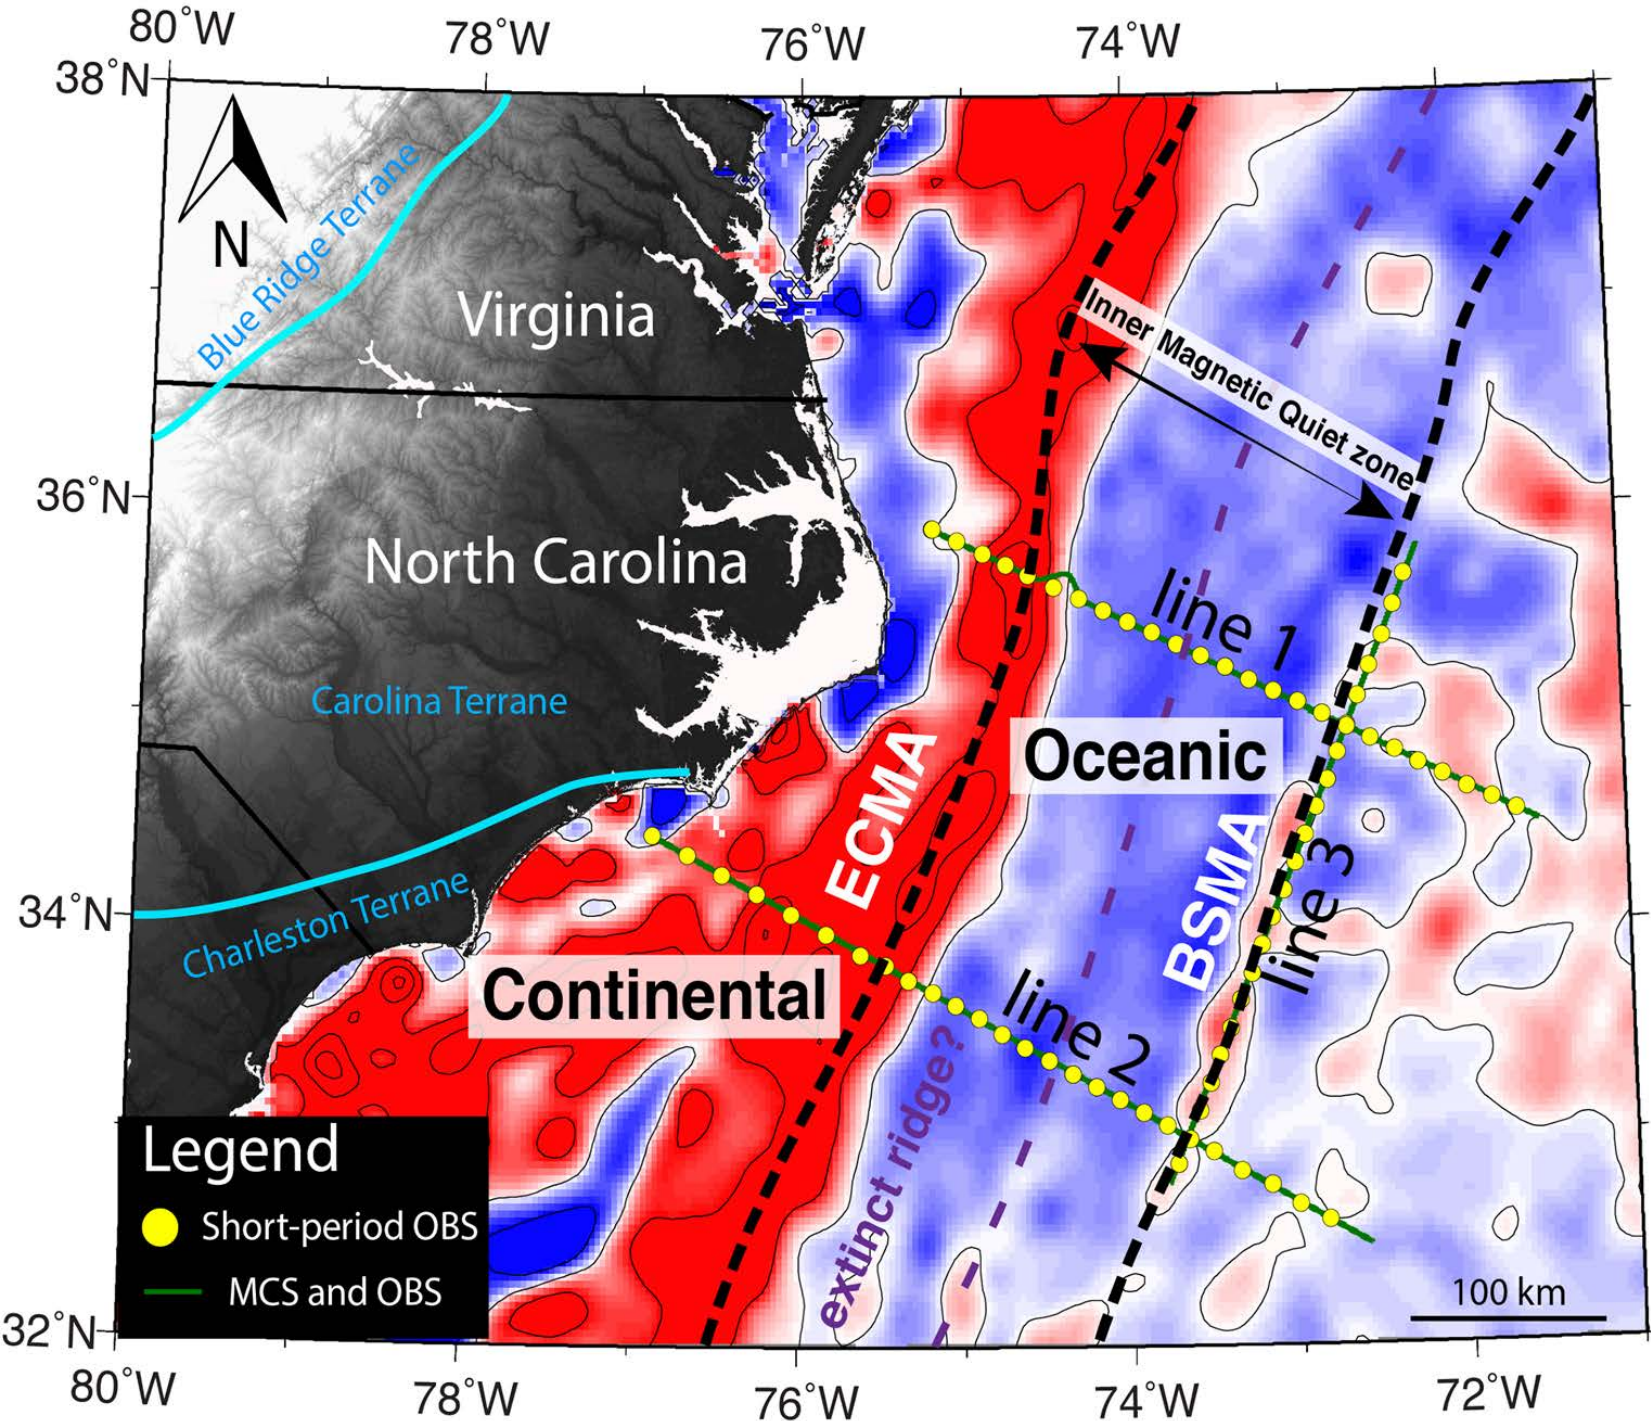 80°W
78°W
76°W
74°W
38°N
N
Blue Ridge Terrane
Virginia
Inner Magnetic Quiet zone
36°N
North Carolina
line 1
Carolina Terrane
ECMA
Oceanic
BSMA
line 3
34°N
Charleston Terrane
Continental
line 2
extinct ridge?
Legend
Short-period OBS
MCS and OBS
100 km
32°N
80°W
78°W
76°W
74°W
72°W